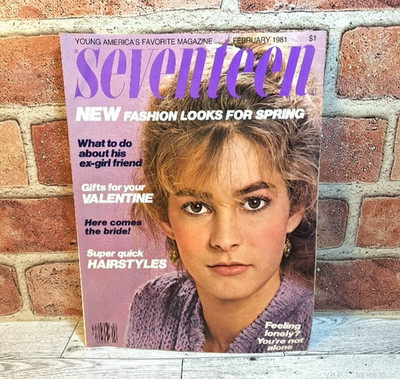 YOUNG AMERICA'S FAVORITE MAGAZINE FEBRUARY 1981 $1
seventeen
NEW FASHION LOOKS FOR SPRING
What to do
about his
ex-girl friend
Gifts for your
VALENTINE
Here comes
the bride!
Super quick
HAIRSTYLES
Feeling
lonely?
You're not
alone